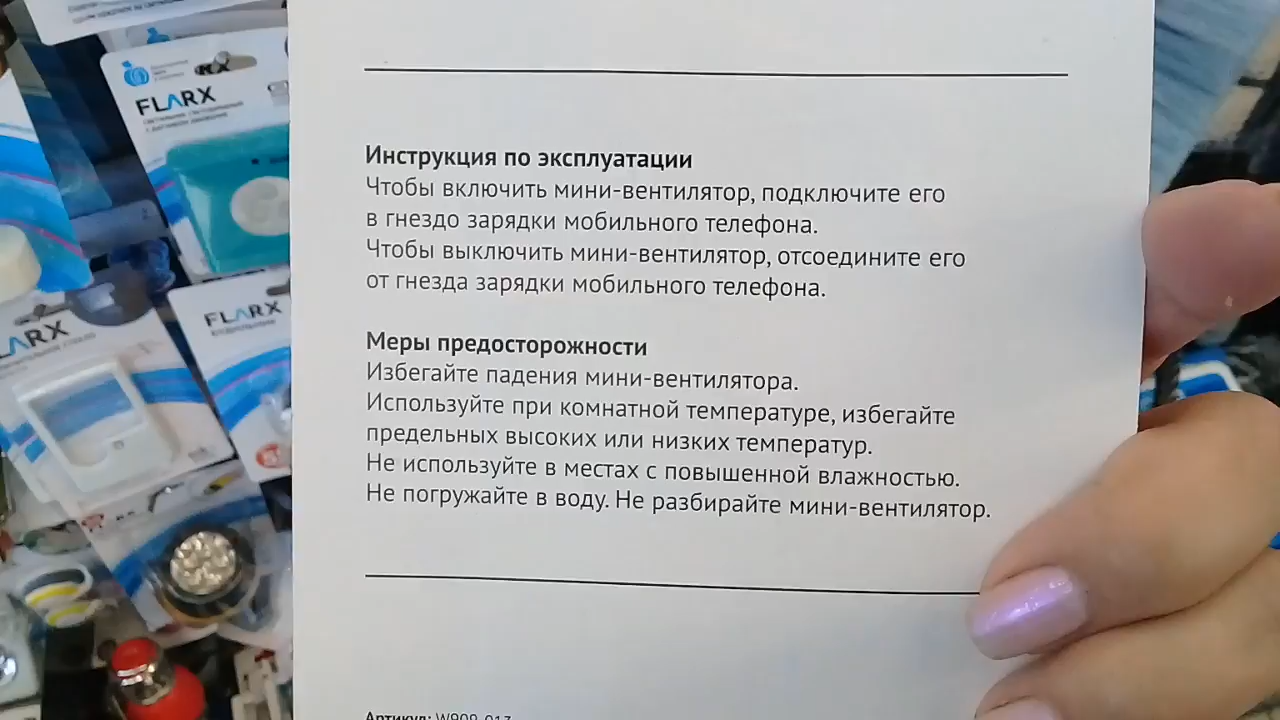 FLARX
FLARX
Инструкция по эксплуатации
Чтобы включить мини-вентилятор, подключите его
в гнездо зарядки мобильного телефона.
Чтобы выключить мини-вентилятор, отсоедините его
от гнезда зарядки мобильного телефона.
Меры предосторожности
Избегайте падения мини-вентилятора.
Используйте при комнатной температуре, избегайте
предельных высоких или низких температур.
Не используйте в местах с повышенной влажностью.
Не погружайте в воду. Не разбирайте мини-вентилятор.
Артикул: